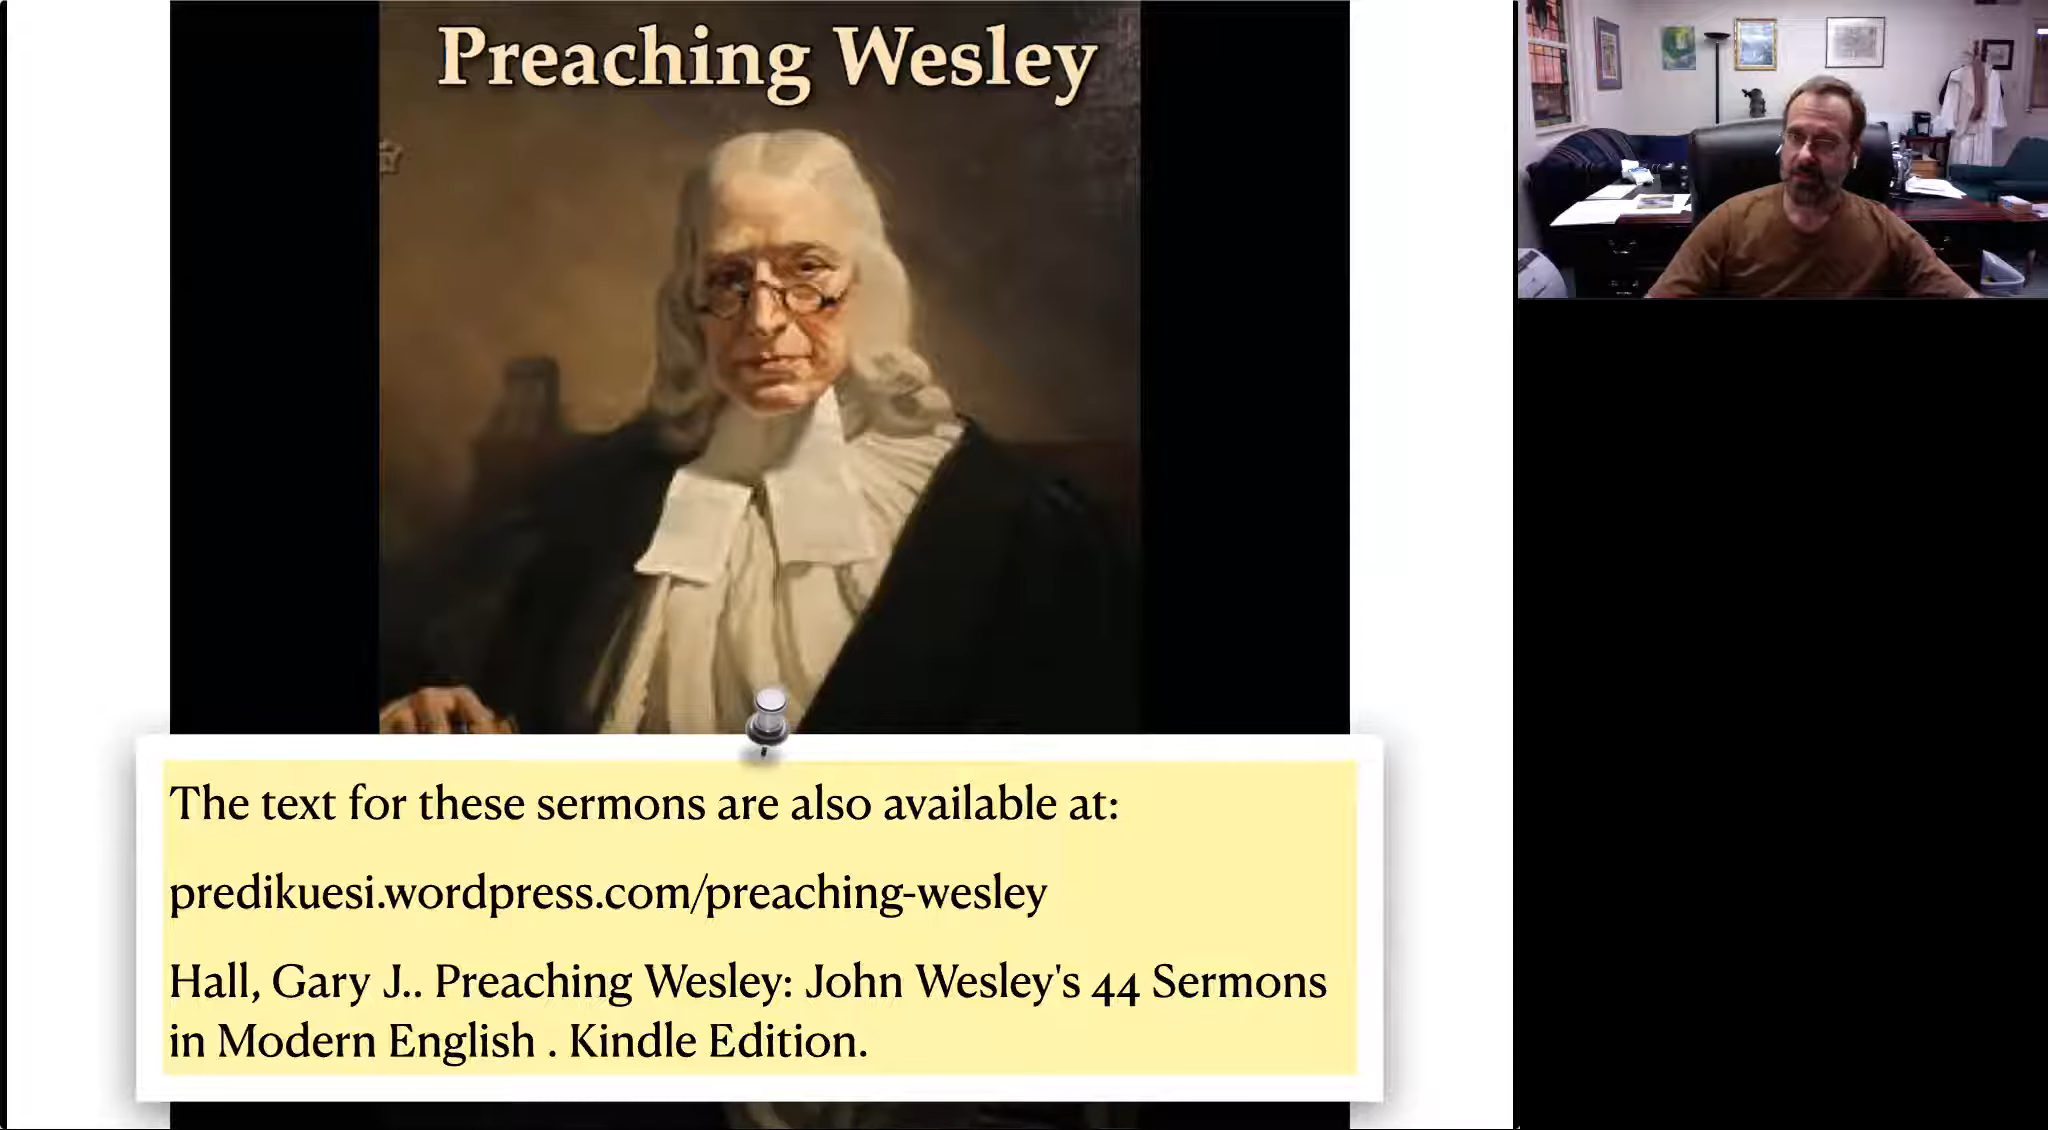 Preaching Wesley
The text for these sermons are also available at:
predikuesi.wordpress.com/preaching-wesley
Hall, Gary J.. Preaching Wesley: John Wesley's 44 Sermons
in Modern English . Kindle Edition.